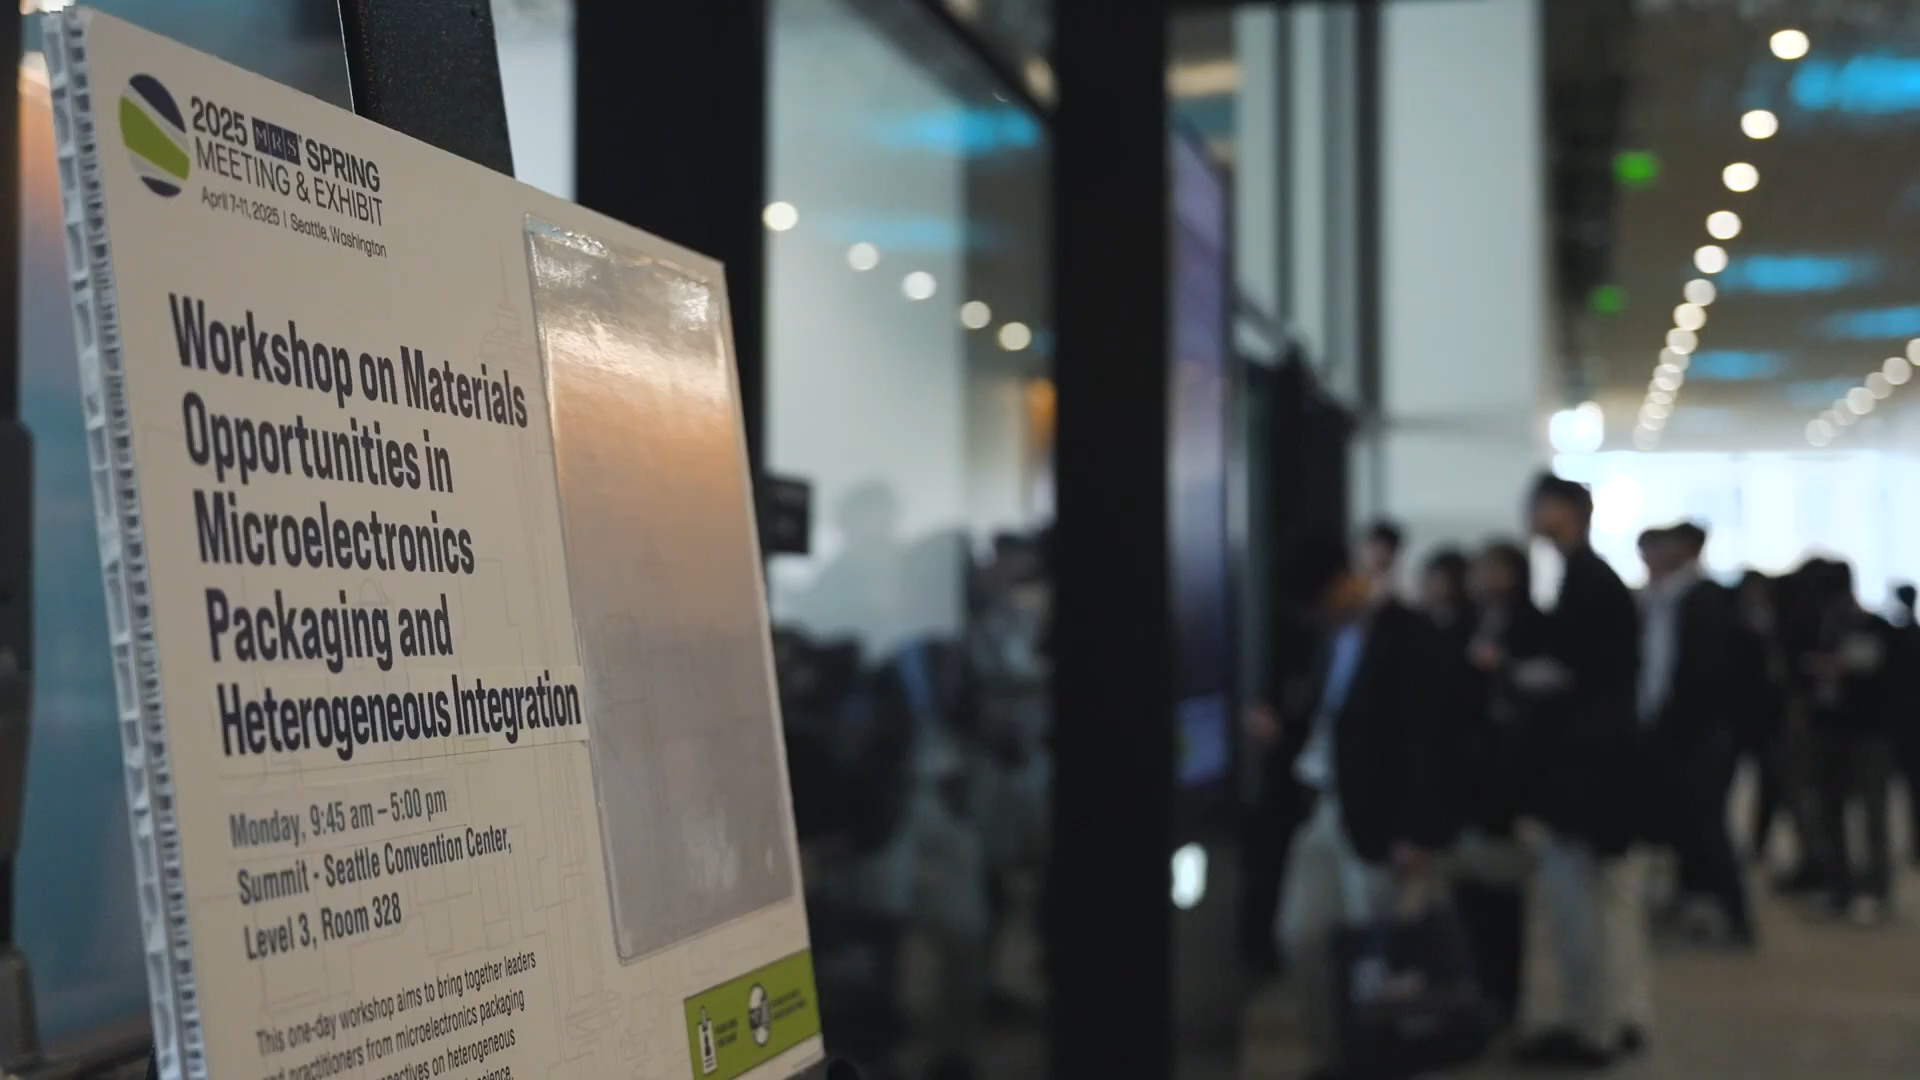 2025 MRS® SPRING
MEETING & EXHIBIT
April 7-11, 2025 | Seattle, Washington
Workshop on Materials
Opportunities in
Microelectronics
Packaging and
Heterogeneous Integration
Monday, 9:45 am – 5:00 pm
Summit - Seattle Convention Center,
Level 3, Room 328
This one-day workshop aims to bring together leaders
and practitioners from microelectronics packaging
on heterogeneous